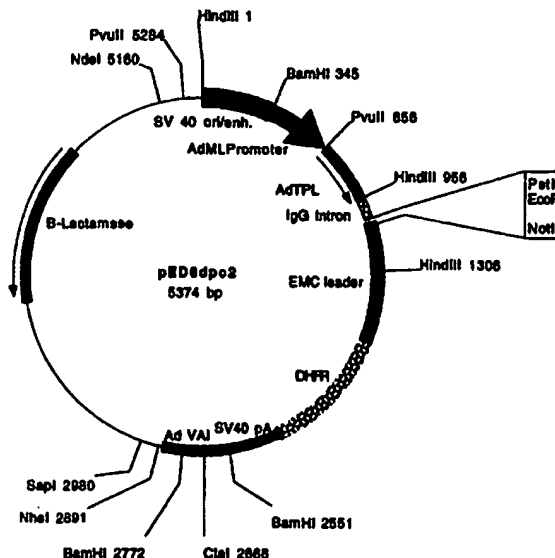 HindIII 1
PvuII 5284
NdeI 5160
BamHI 345
SV 40 ori/enh.
PvuII 656
AdMLPromoter
HindIII 956
AdTPL
IgG Intron
PstI
EcoR
NotI
B-Lactamase
pED6dpc2
5374 bp
EMC leader
HindIII 1306
DHFR
SV40 pA
Ad VAI
SapI 2980
NheI 2891
BamHI 2772
ClaI 2668
BamHI 2551